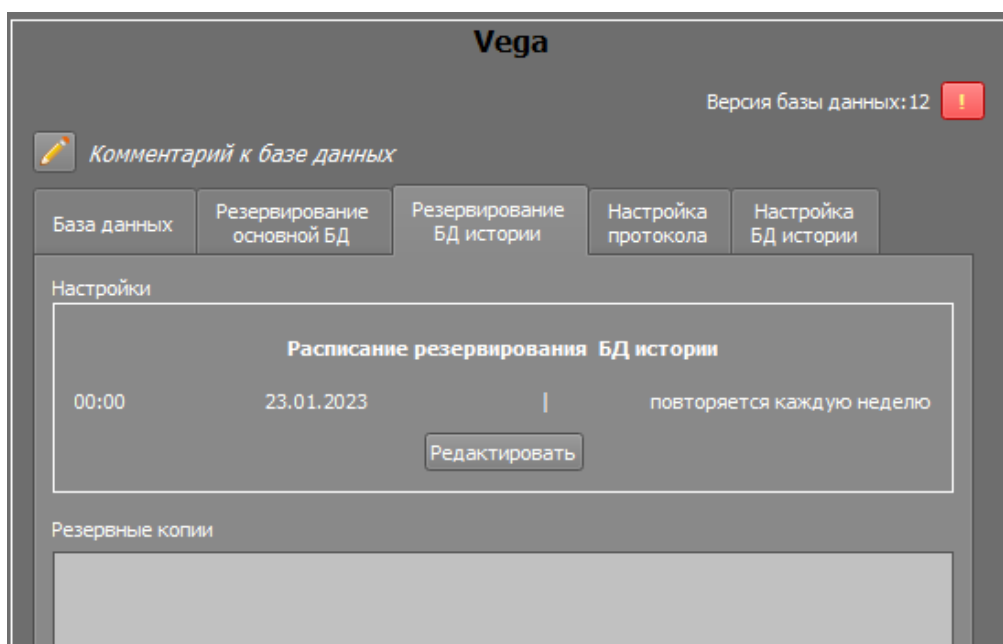 Vega
Версия базы данных:12 !
Комментарий к базе данных
База данных
Резервирование
основной БД
Резервирование
БД истории
Настройка
протокола
Настройка
БД истории
Настройки
Расписание резервирования БД истории
00:00 23.01.2023 | повторяется каждую неделю
Редактировать
Резервные копии